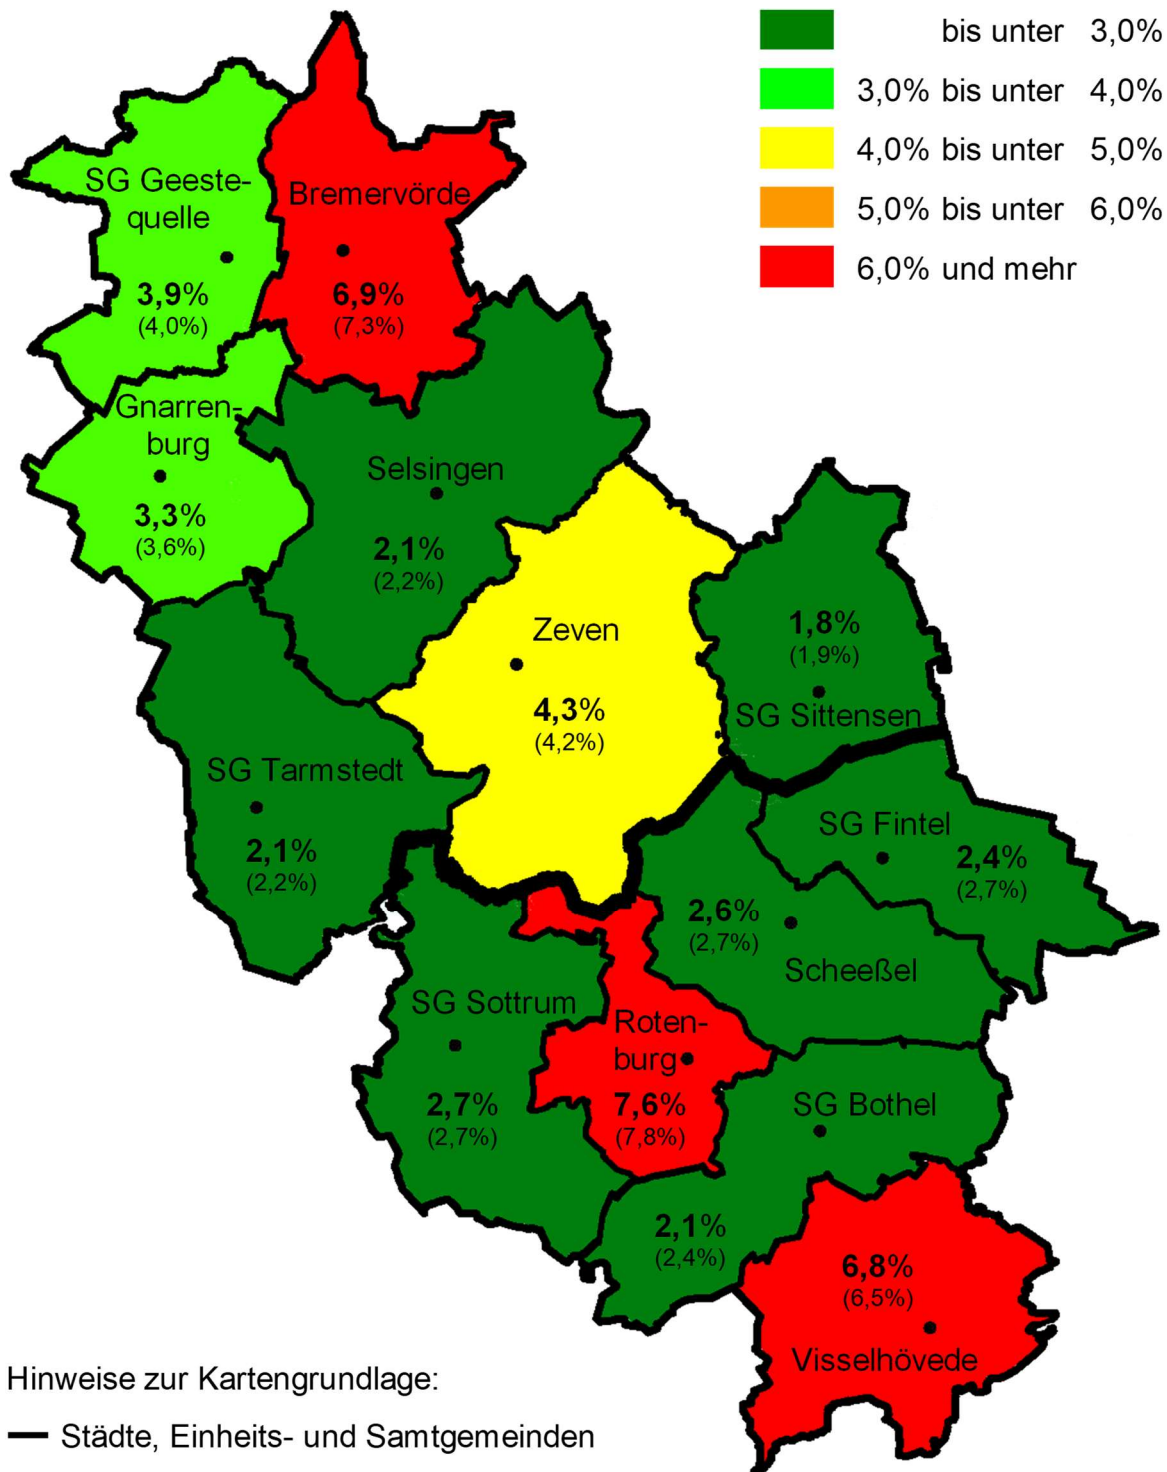 bis unter 3,0%
3,0% bis unter 4,0%
4,0% bis unter 5,0%
5,0% bis unter 6,0%
6,0% und mehr
SG Geeste-
quelle
3,9%
(4,0%)
Bremervörde
6,9%
(7,3%)
Gnarren-
burg
3,3%
(3,6%)
Selsingen
2,1%
(2,2%)
Zeven
4,3%
(4,2%)
1,8%
(1,9%)
SG Sittensen
SG Tarmstedt
2,1%
(2,2%)
SG Fintel
2,4%
(2,7%)
2,6%
(2,7%)
Scheeßel
SG Sottrum
2,7%
(2,7%)
Roten-
burg
7,6%
(7,8%)
SG Bothel
2,1%
(2,4%)
6,8%
(6,5%)
Visselhövede
Hinweise zur Kartengrundlage:
Städte, Einheits- und Samtgemeinden